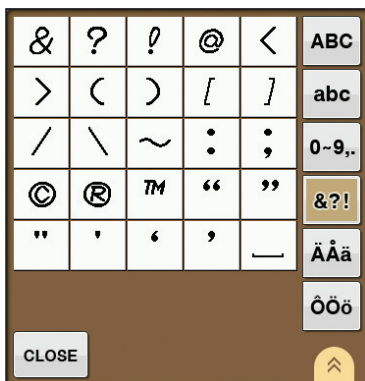 & ? ! @ < ABC
> ( ) [ ] abc
/ \ ~ : ; 0~9,.
© ® ™ “ ” &?!
" ' ‘ ’ ␣ ÄÅä
ÔÖö
CLOSE